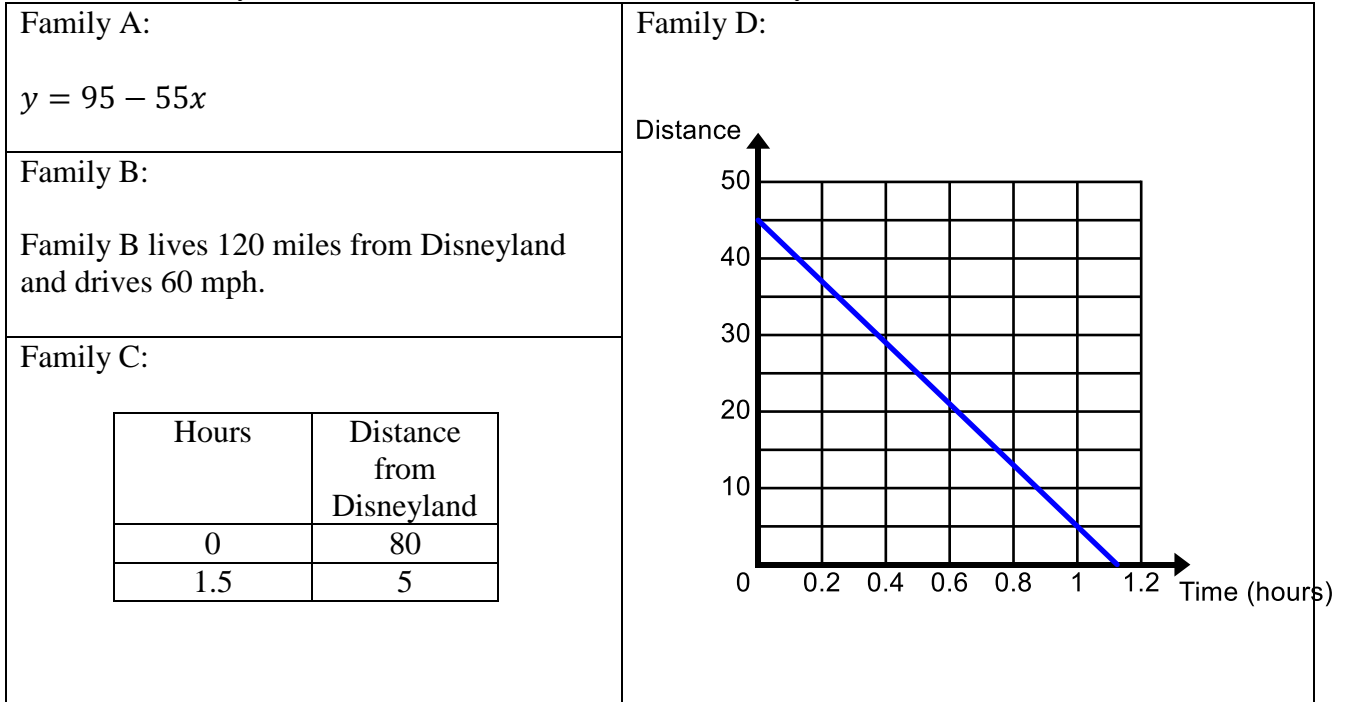 Family A:
𝑦 = 95 − 55𝑥
Family B:
Family B lives 120 miles from Disneyland
and drives 60 mph.
Family C:
Hours
Distance
from
Disneyland
0 80
1.5 5
Family D:
Distance
50
40
30
20
10
0 0.2 0.4 0.6 0.8 1 1.2
Time (hours)